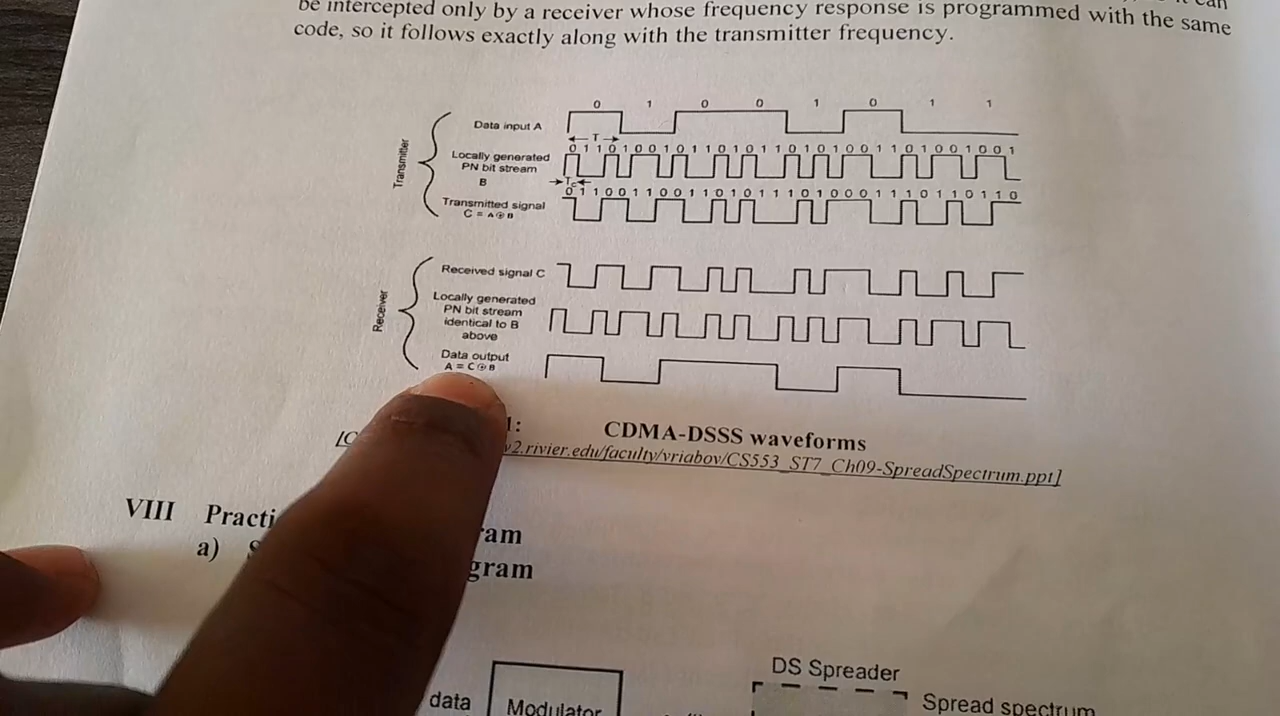 be intercepted only by a receiver whose frequency response is programmed with the same
code, so it follows exactly along with the transmitter frequency.
0 1 0 0 1 0 1 1
Transmitter
Data input A
T
Locally generated
PN bit stream
B
0 1 1 0 1 0 0 1 0 1 1 0 1 0 1 1 0 1 0 1 0 0 1 1 0 1 0 0 1 0 0 1
Tc
Transmitted signal
C = A ⊕ B
0 1 1 0 0 1 1 0 0 1 1 0 1 0 1 1 1 0 1 0 0 0 1 1 1 0 1 1 0 1 1 0
Receiver
Received signal C
Locally generated
PN bit stream
identical to B
above
Data output
A = C ⊕ B
1: CDMA-DSSS waveforms
v2.rivier.edu/faculty/vriabov/CS553_ST7_Ch09-SpreadSpectrum.ppt]
VIII Practi ram
a) gram
data
Modulator
DS Spreader
Spread spectrum